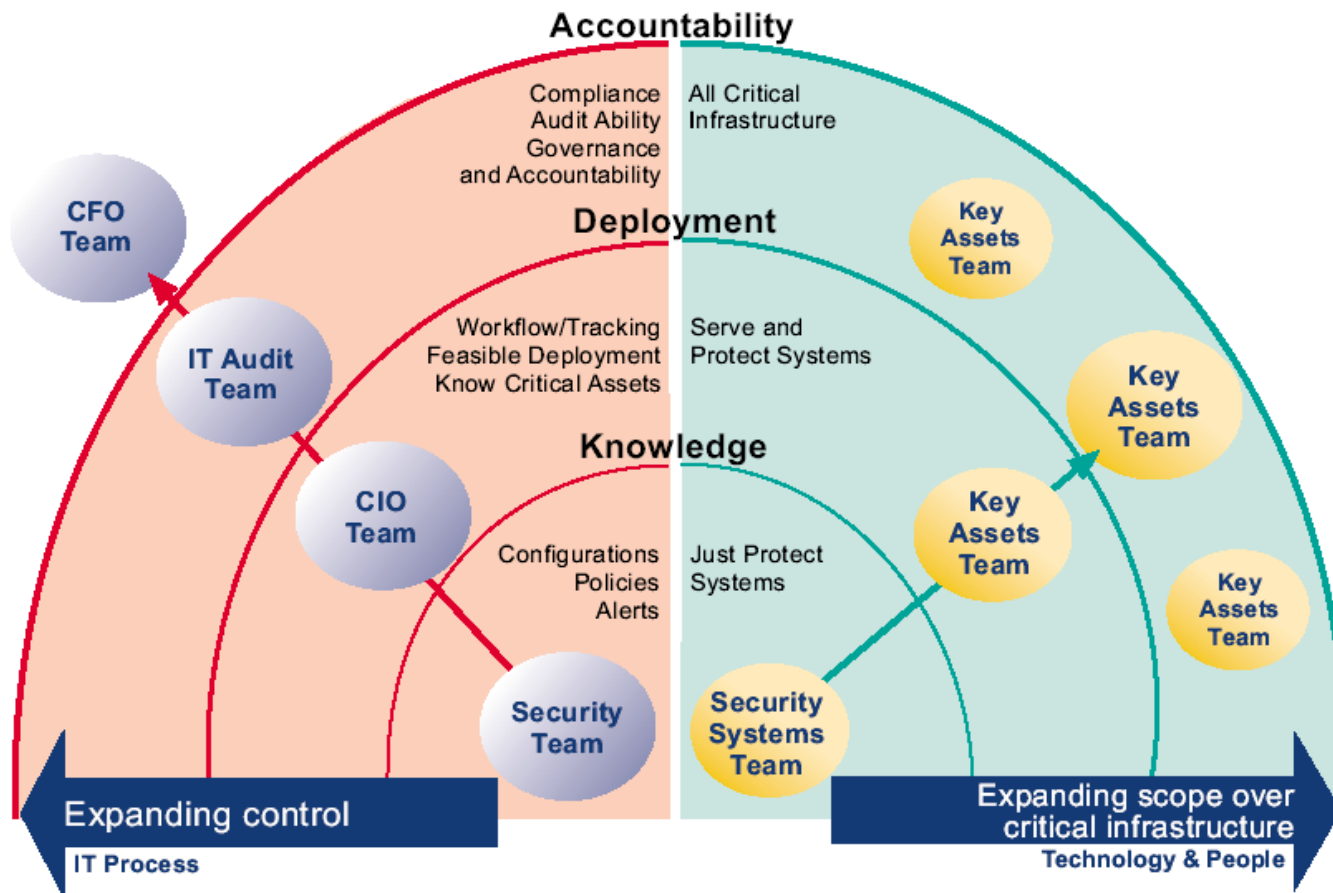 Accountability
Compliance
Audit Ability
Governance
and Accountability
All Critical
Infrastructure
CFO
Team
Key
Assets
Team
Deployment
Workflow/Tracking
Feasible Deployment
Know Critical Assets
Serve and
Protect Systems
IT Audit
Team
Key
Assets
Team
Knowledge
Configurations
Policies
Alerts
Just Protect
Systems
CIO
Team
Key
Assets
Team
Key
Assets
Team
Security
Team
Security
Systems
Team
Expanding control
IT Process
Expanding scope over
critical infrastructure
Technology & People